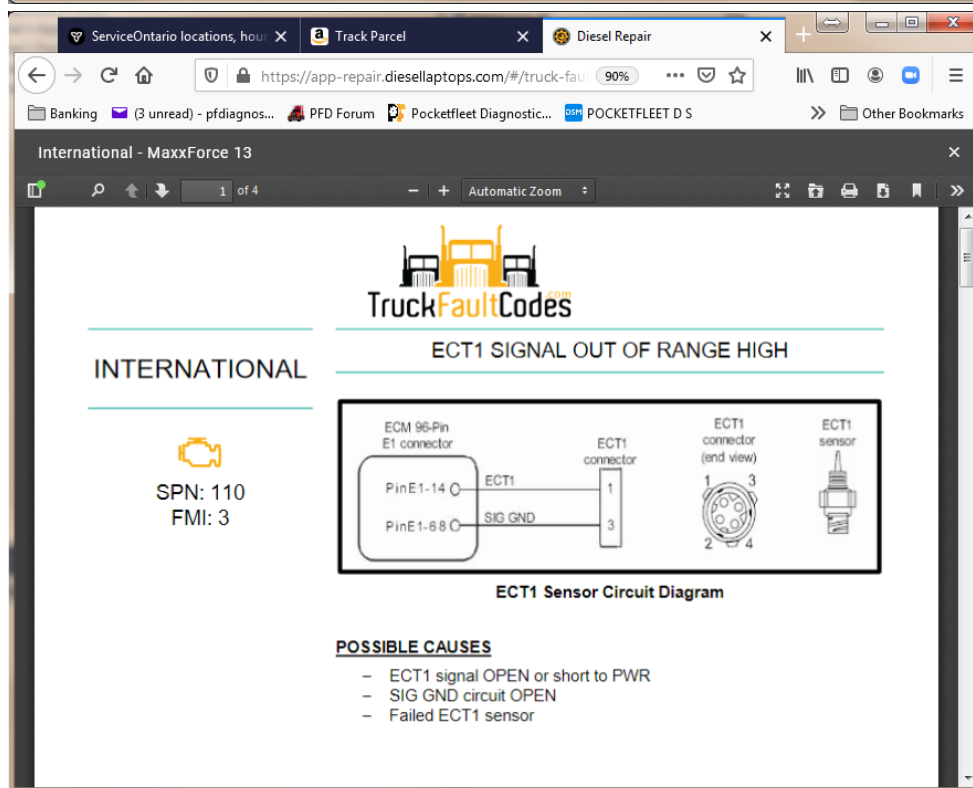 ServiceOntario locations, hour
Track Parcel
Diesel Repair
https://app-repair.diesellaptops.com/#/truck-fau
90%
Banking
(3 unread) - pfdiagnos...
PFD Forum
Pocketfleet Diagnostic...
DSM
POCKETFLEET D S
Other Bookmarks
International - MaxxForce 13
1 of 4
Automatic Zoom
TruckFaultCodes
.com
INTERNATIONAL
ECT1 SIGNAL OUT OF RANGE HIGH
SPN: 110
FMI: 3
ECM 96-Pin
E1 connector
ECT1
connector
ECT1
connector
(end view)
ECT1
sensor
PinE1-14
ECT1
1
PinE1-68
SIG GND
3
1 3
2 4
ECT1 Sensor Circuit Diagram
POSSIBLE CAUSES
– ECT1 signal OPEN or short to PWR
– SIG GND circuit OPEN
– Failed ECT1 sensor